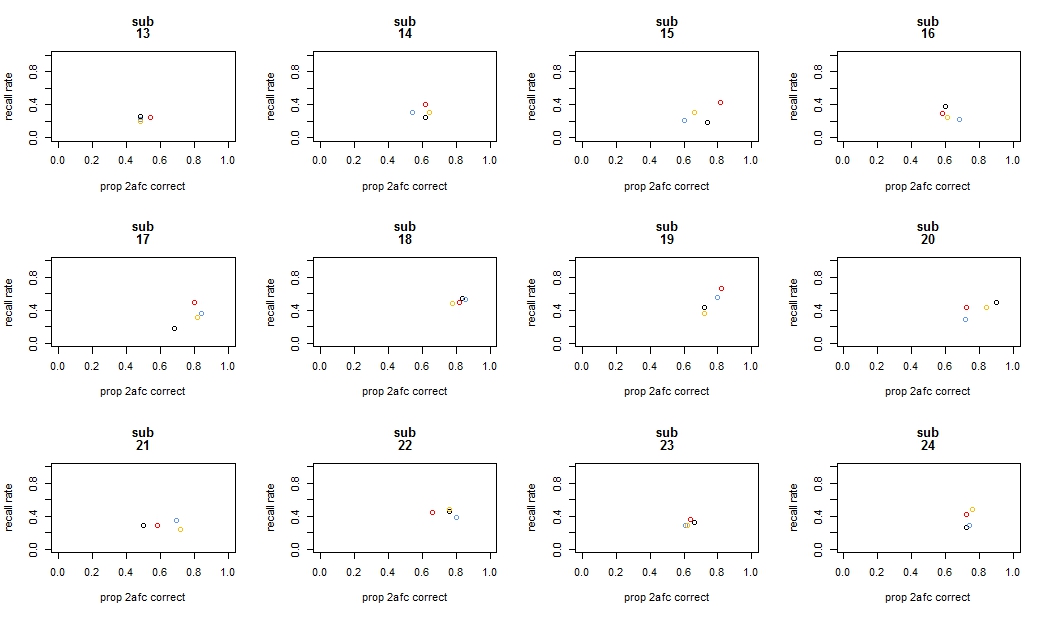 sub sub sub sub
13 14 15 16
recall rate recall rate recall rate recall rate
0.8 0.8 0.8 0.8
0.4 0.4 0.4 0.4
0.0 0.0 0.0 0.0
0.0 0.2 0.4 0.6 0.8 1.0 0.0 0.2 0.4 0.6 0.8 1.0 0.0 0.2 0.4 0.6 0.8 1.0 0.0 0.2 0.4 0.6 0.8 1.0
prop 2afc correct prop 2afc correct prop 2afc correct prop 2afc correct
sub sub sub sub
17 18 19 20
recall rate recall rate recall rate recall rate
0.8 0.8 0.8 0.8
0.4 0.4 0.4 0.4
0.0 0.0 0.0 0.0
0.0 0.2 0.4 0.6 0.8 1.0 0.0 0.2 0.4 0.6 0.8 1.0 0.0 0.2 0.4 0.6 0.8 1.0 0.0 0.2 0.4 0.6 0.8 1.0
prop 2afc correct prop 2afc correct prop 2afc correct prop 2afc correct
sub sub sub sub
21 22 23 24
recall rate recall rate recall rate recall rate
0.8 0.8 0.8 0.8
0.4 0.4 0.4 0.4
0.0 0.0 0.0 0.0
0.0 0.2 0.4 0.6 0.8 1.0 0.0 0.2 0.4 0.6 0.8 1.0 0.0 0.2 0.4 0.6 0.8 1.0 0.0 0.2 0.4 0.6 0.8 1.0
prop 2afc correct prop 2afc correct prop 2afc correct prop 2afc correct